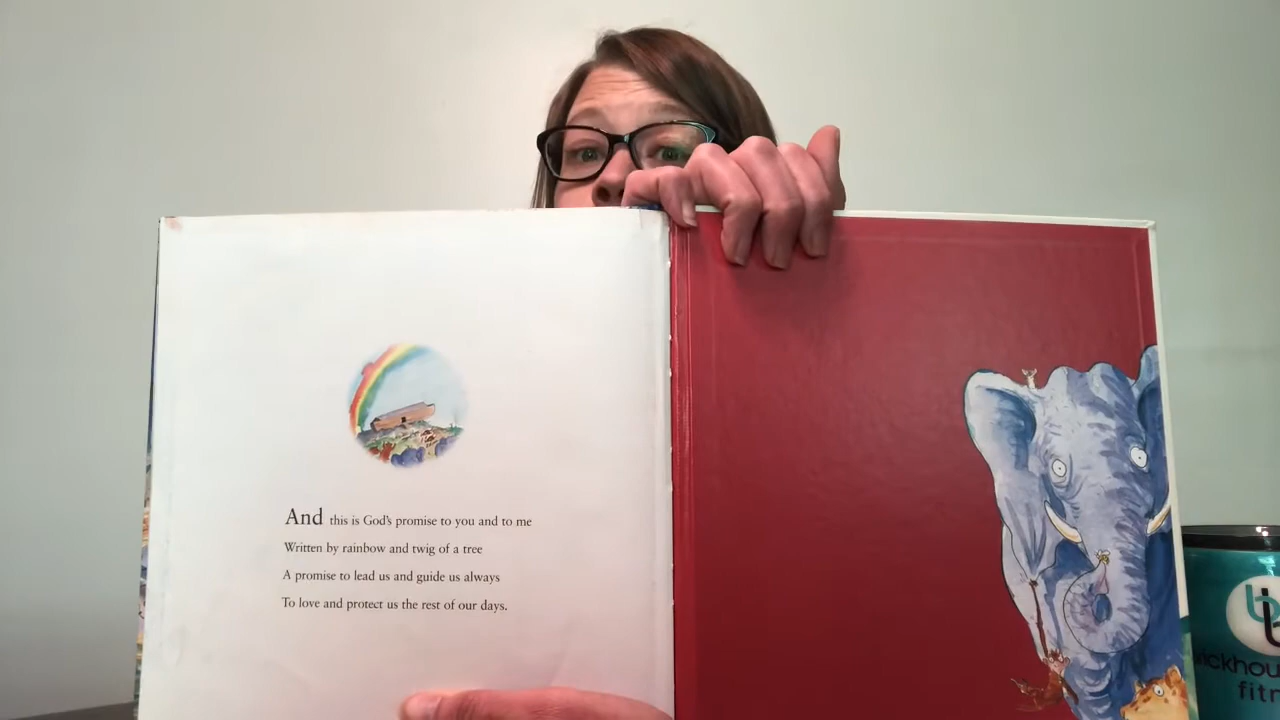 And this is God's promise to you and to me
Written by rainbow and twig of a tree
A promise to lead us and guide us always
To love and protect us the rest of our days.